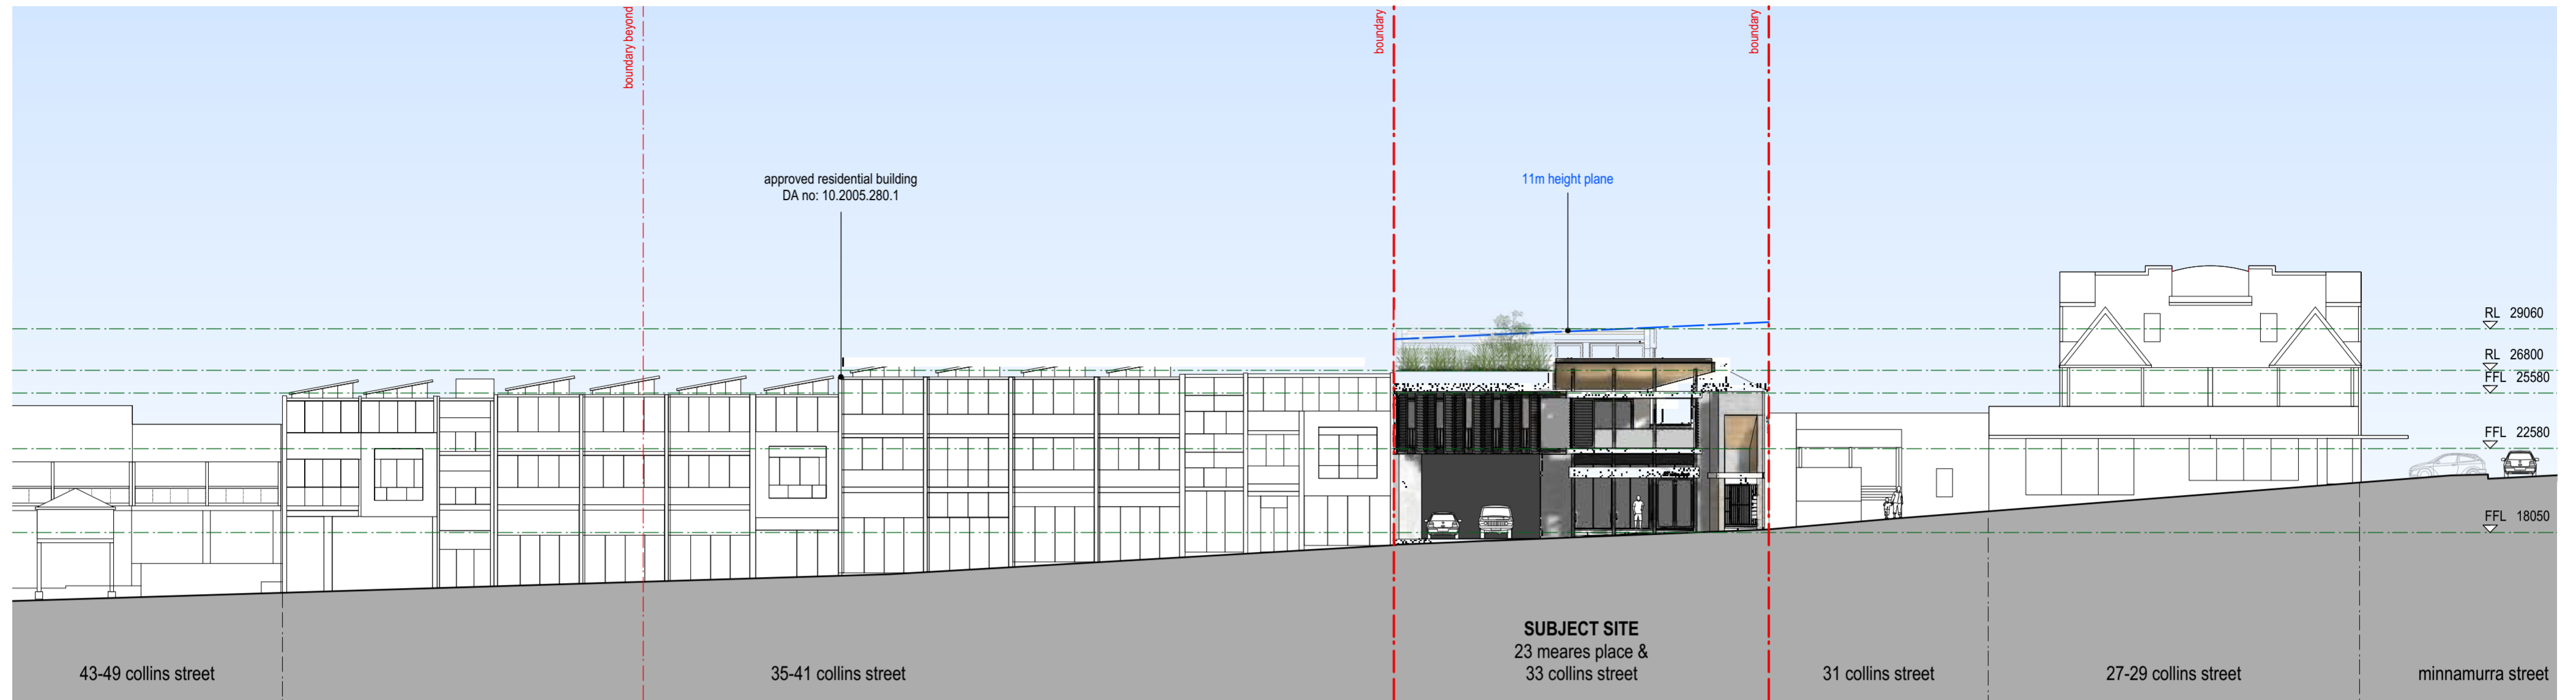 boundary beyond
boundary
boundary
approved residential building
DA no: 10.2005.280.1
11m height plane
RL 29060
RL 26800
FFL 25580
FFL 22580
FFL 18050
SUBJECT SITE
23 meares place &
33 collins street
43-49 collins street
35-41 collins street
31 collins street
27-29 collins street
minnamurra street